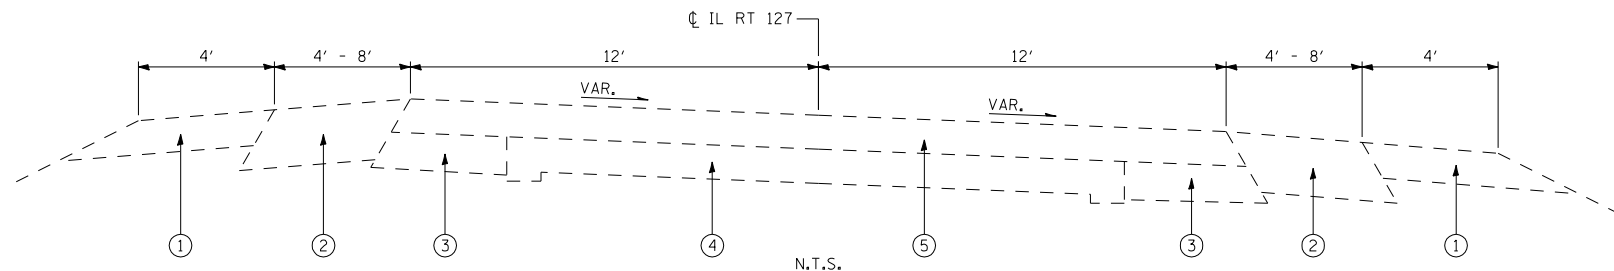 ℄ IL RT 127
4' 4' - 8' 12' 12' 4' - 8' 4'
VAR.
VAR.
1 2 3 4 5 3 2 1
N.T.S.